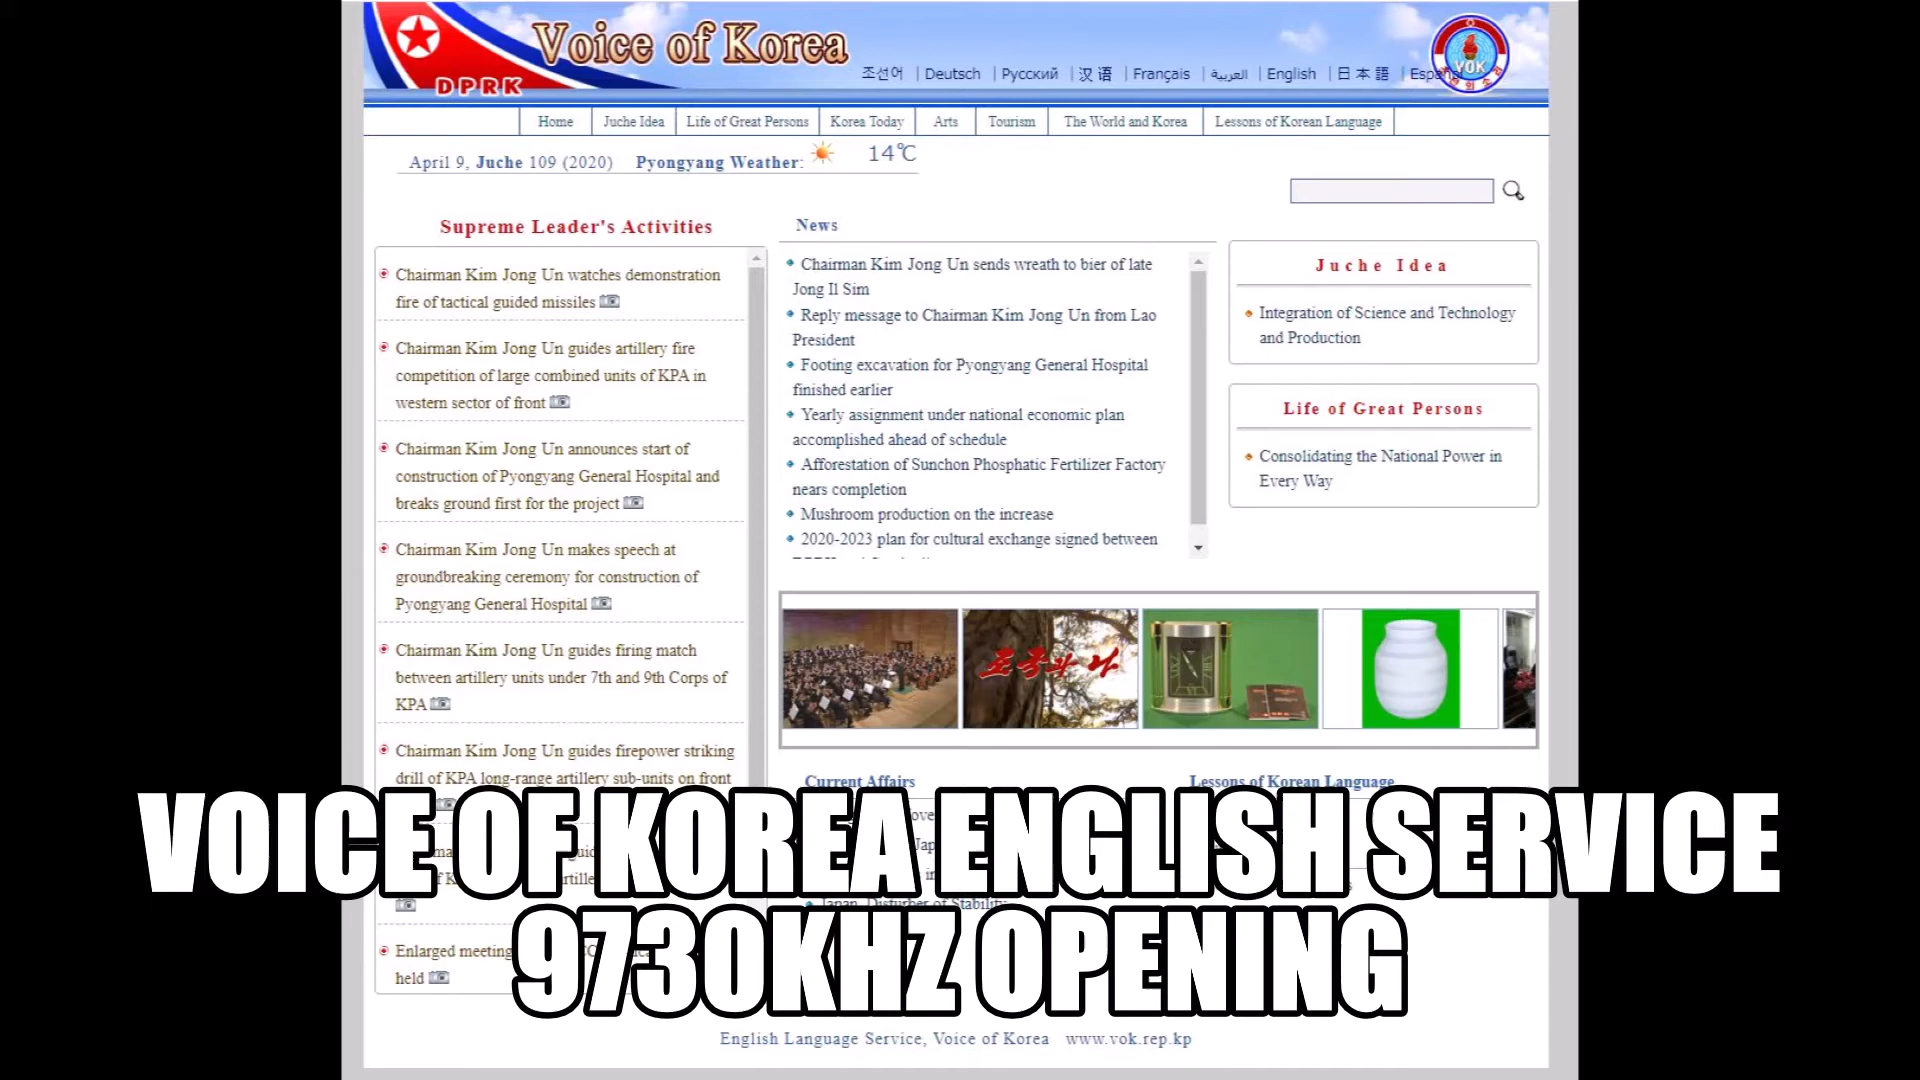 Voice of Korea
DPRK
조선어 | Deutsch | Русский | 汉语 | Français | العربية | English | 日本語 | Español
VOK
Home Juche Idea Life of Great Persons Korea Today Arts Tourism The World and Korea Lessons of Korean Language
April 9, Juche 109 (2020) Pyongyang Weather: 14℃
Supreme Leader's Activities
Chairman Kim Jong Un watches demonstration
fire of tactical guided missiles
Chairman Kim Jong Un guides artillery fire
competition of large combined units of KPA in
western sector of front
Chairman Kim Jong Un announces start of
construction of Pyongyang General Hospital and
breaks ground first for the project
Chairman Kim Jong Un makes speech at
groundbreaking ceremony for construction of
Pyongyang General Hospital
Chairman Kim Jong Un guides firing match
between artillery units under 7th and 9th Corps of
KPA
Chairman Kim Jong Un guides firepower striking
drill of KPA long-range artillery sub-units on front
Enlarged meeting
held
News
Chairman Kim Jong Un sends wreath to bier of late
Jong Il Sim
Reply message to Chairman Kim Jong Un from Lao
President
Footing excavation for Pyongyang General Hospital
finished earlier
Yearly assignment under national economic plan
accomplished ahead of schedule
Afforestation of Sunchon Phosphatic Fertilizer Factory
nears completion
Mushroom production on the increase
2020-2023 plan for cultural exchange signed between
Juche Idea
Integration of Science and Technology
and Production
Life of Great Persons
Consolidating the National Power in
Every Way
조국과 나
Current Affairs
Japan, Disturber of Stability
Lessons of Korean Language
VOICE OF KOREA ENGLISH SERVICE
9730KHZ OPENING
English Language Service, Voice of Korea www.vok.rep.kp